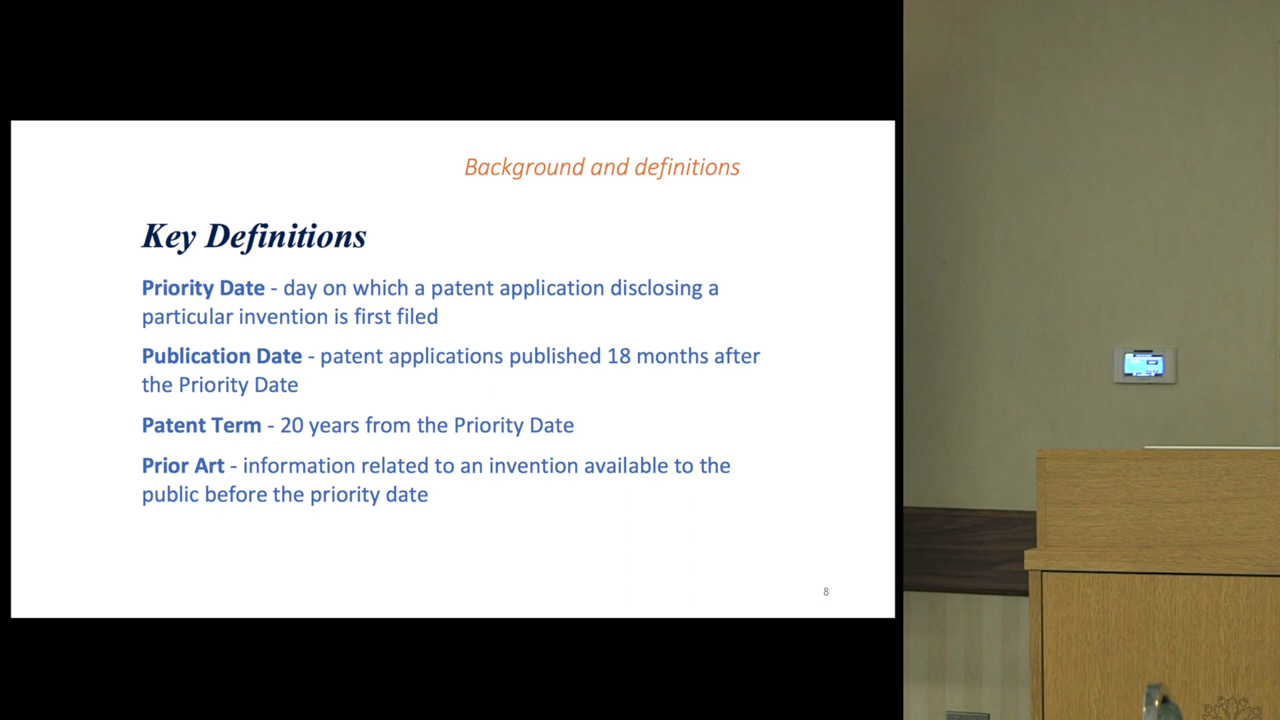 Background and definitions
Key Definitions
Priority Date - day on which a patent application disclosing a
particular invention is first filed
Publication Date - patent applications published 18 months after
the Priority Date
Patent Term - 20 years from the Priority Date
Prior Art - information related to an invention available to the
public before the priority date
8